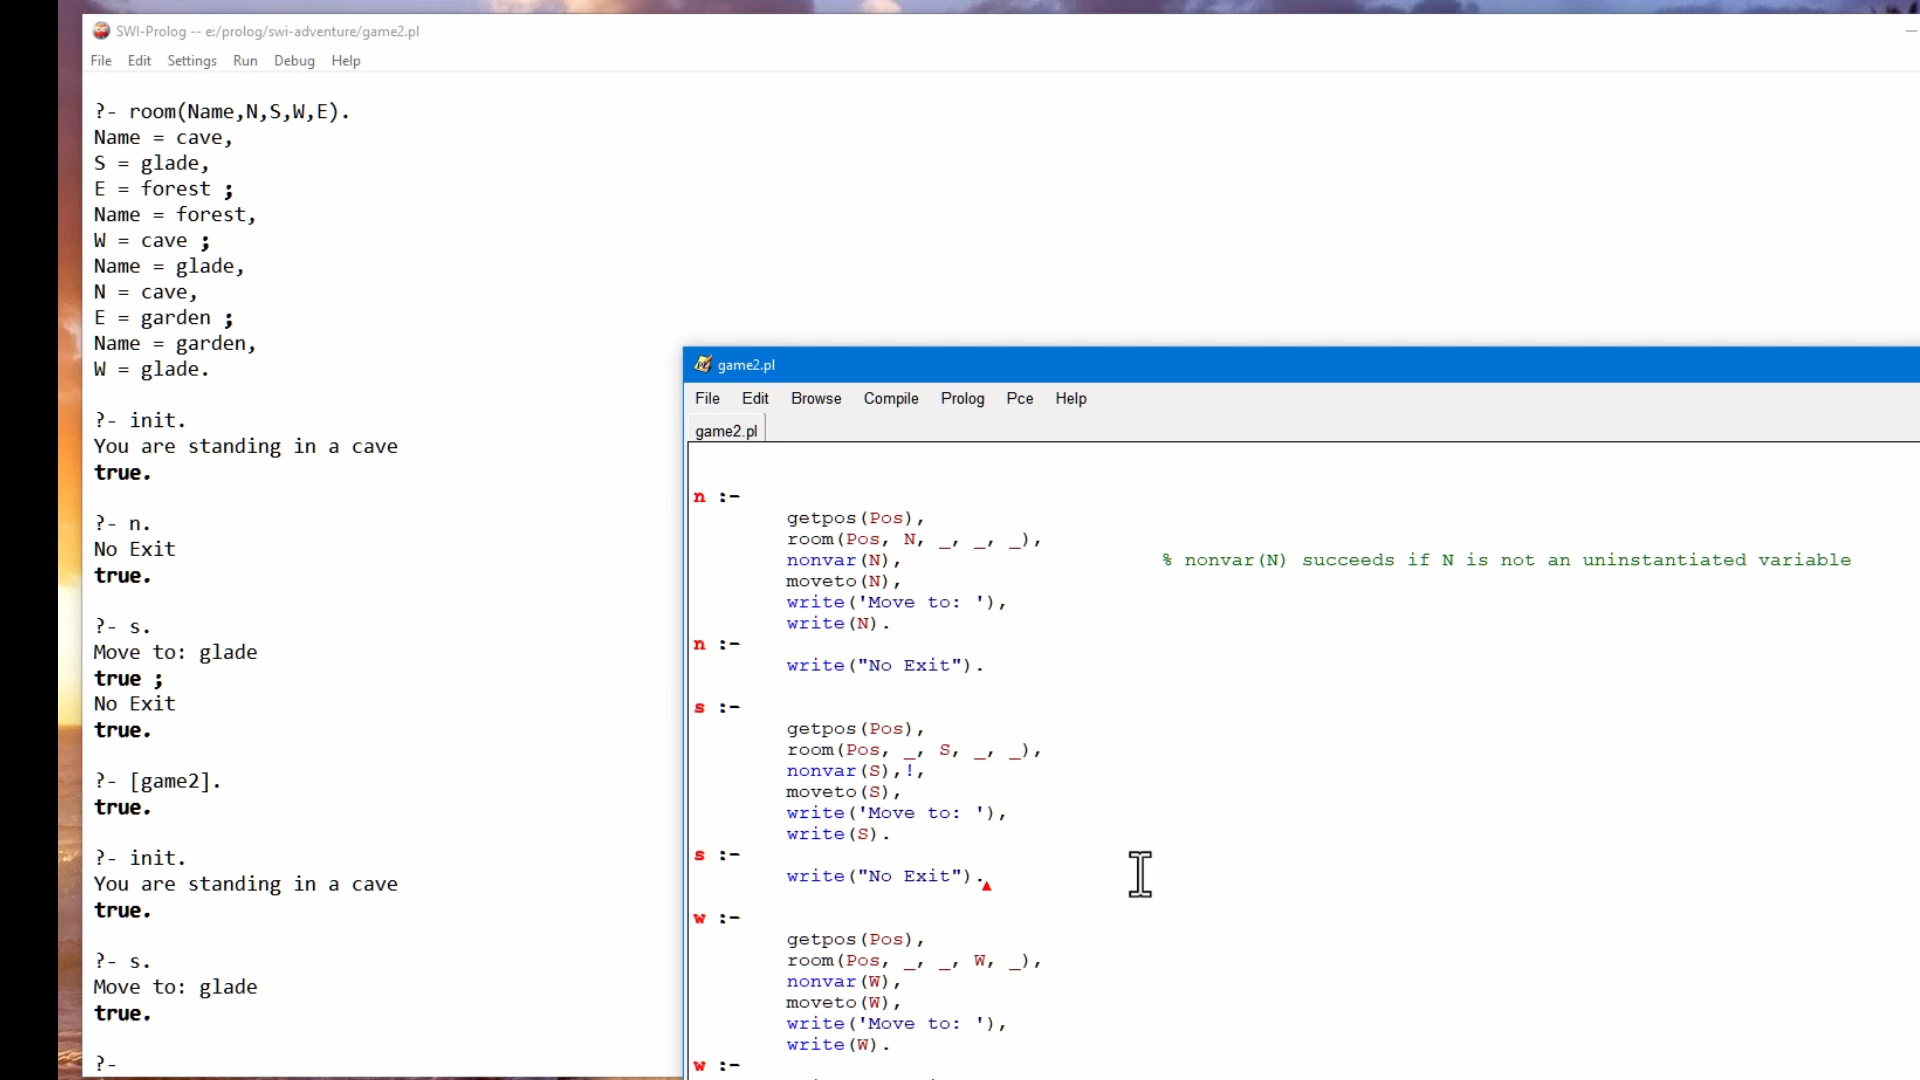 SWI-Prolog -- e:/prolog/swi-adventure/game2.pl
File Edit Settings Run Debug Help
?- room(Name,N,S,W,E).
Name = cave,
S = glade,
E = forest ;
Name = forest,
W = cave ;
Name = glade,
N = cave,
E = garden ;
Name = garden,
W = glade.
?- init.
You are standing in a cave
true.
?- n.
No Exit
true.
?- s.
Move to: glade
true ;
No Exit
true.
?- [game2].
true.
?- init.
You are standing in a cave
true.
?- s.
Move to: glade
true.
?-
game2.pl
File Edit Browse Compile Prolog Pce Help
game2.pl
n :-
getpos(Pos),
room(Pos, N, _, _, _),
nonvar(N), % nonvar(N) succeeds if N is not an uninstantiated variable
moveto(N),
write('Move to: '),
write(N).
n :-
write("No Exit").
s :-
getpos(Pos),
room(Pos, _, S, _, _),
nonvar(S),!,
moveto(S),
write('Move to: '),
write(S).
s :-
write("No Exit").
w :-
getpos(Pos),
room(Pos, _, _, W, _),
nonvar(W),
moveto(W),
write('Move to: '),
write(W).
w :-